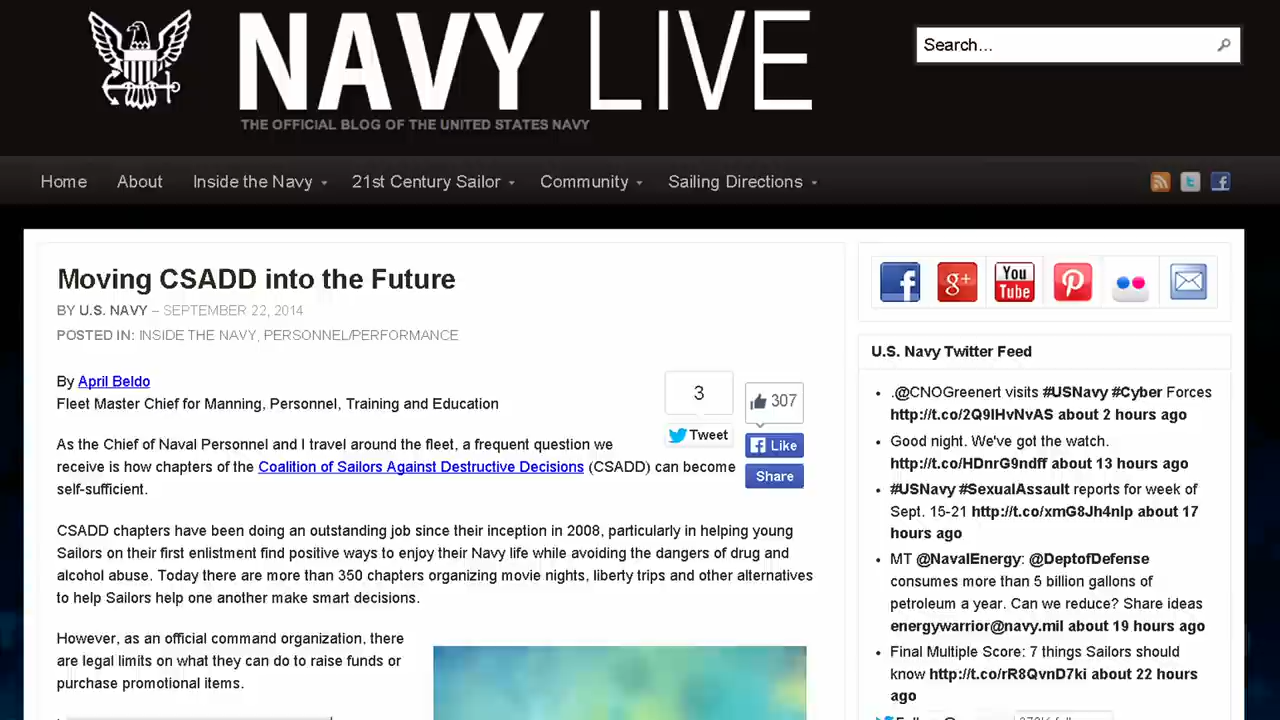 NAVY LIVE
THE OFFICIAL BLOG OF THE UNITED STATES NAVY
Search...
Home
About
Inside the Navy
21st Century Sailor
Community
Sailing Directions
Moving CSADD into the Future
BY U.S. NAVY – SEPTEMBER 22, 2014
POSTED IN: INSIDE THE NAVY, PERSONNEL/PERFORMANCE
By April Beldo
Fleet Master Chief for Manning, Personnel, Training and Education
3
Tweet
307
Like
Share
As the Chief of Naval Personnel and I travel around the fleet, a frequent question we
receive is how chapters of the Coalition of Sailors Against Destructive Decisions (CSADD) can become
self-sufficient.
CSADD chapters have been doing an outstanding job since their inception in 2008, particularly in helping young
Sailors on their first enlistment find positive ways to enjoy their Navy life while avoiding the dangers of drug and
alcohol abuse. Today there are more than 350 chapters organizing movie nights, liberty trips and other alternatives
to help Sailors help one another make smart decisions.
However, as an official command organization, there
are legal limits on what they can do to raise funds or
purchase promotional items.
g+
You
Tube
U.S. Navy Twitter Feed
.@CNOGreenert visits #USNavy #Cyber Forces
http://t.co/2Q9IHvNvAS about 2 hours ago
Good night. We've got the watch.
http://t.co/HDnrG9ndff about 13 hours ago
#USNavy #SexualAssault reports for week of
Sept. 15-21 http://t.co/xmG8Jh4nlp about 17
hours ago
MT @NavalEnergy: @DeptofDefense
consumes more than 5 billion gallons of
petroleum a year. Can we reduce? Share ideas
energywarrior@navy.mil about 19 hours ago
Final Multiple Score: 7 things Sailors should
know http://t.co/rR8QvnD7ki about 22 hours
ago